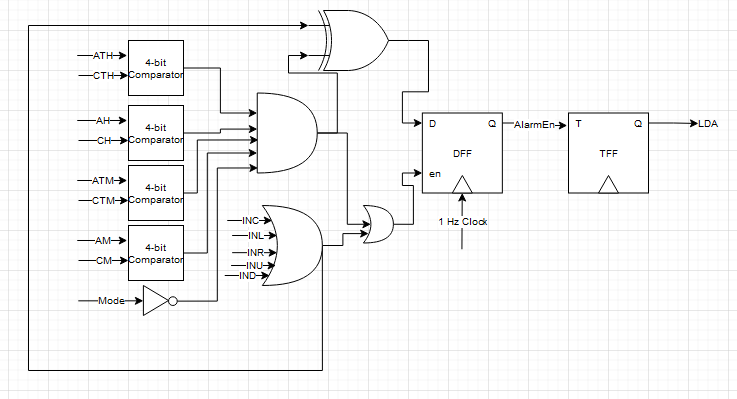 ATH
CTH
4-bit
Comparator
AH
CH
4-bit
Comparator
ATM
CTM
4-bit
Comparator
AM
CM
4-bit
Comparator
Mode
INC
INL
INR
INU
IND
D
Q
DFF
en
1 Hz Clock
AlarmEn
T
Q
TFF
LDA